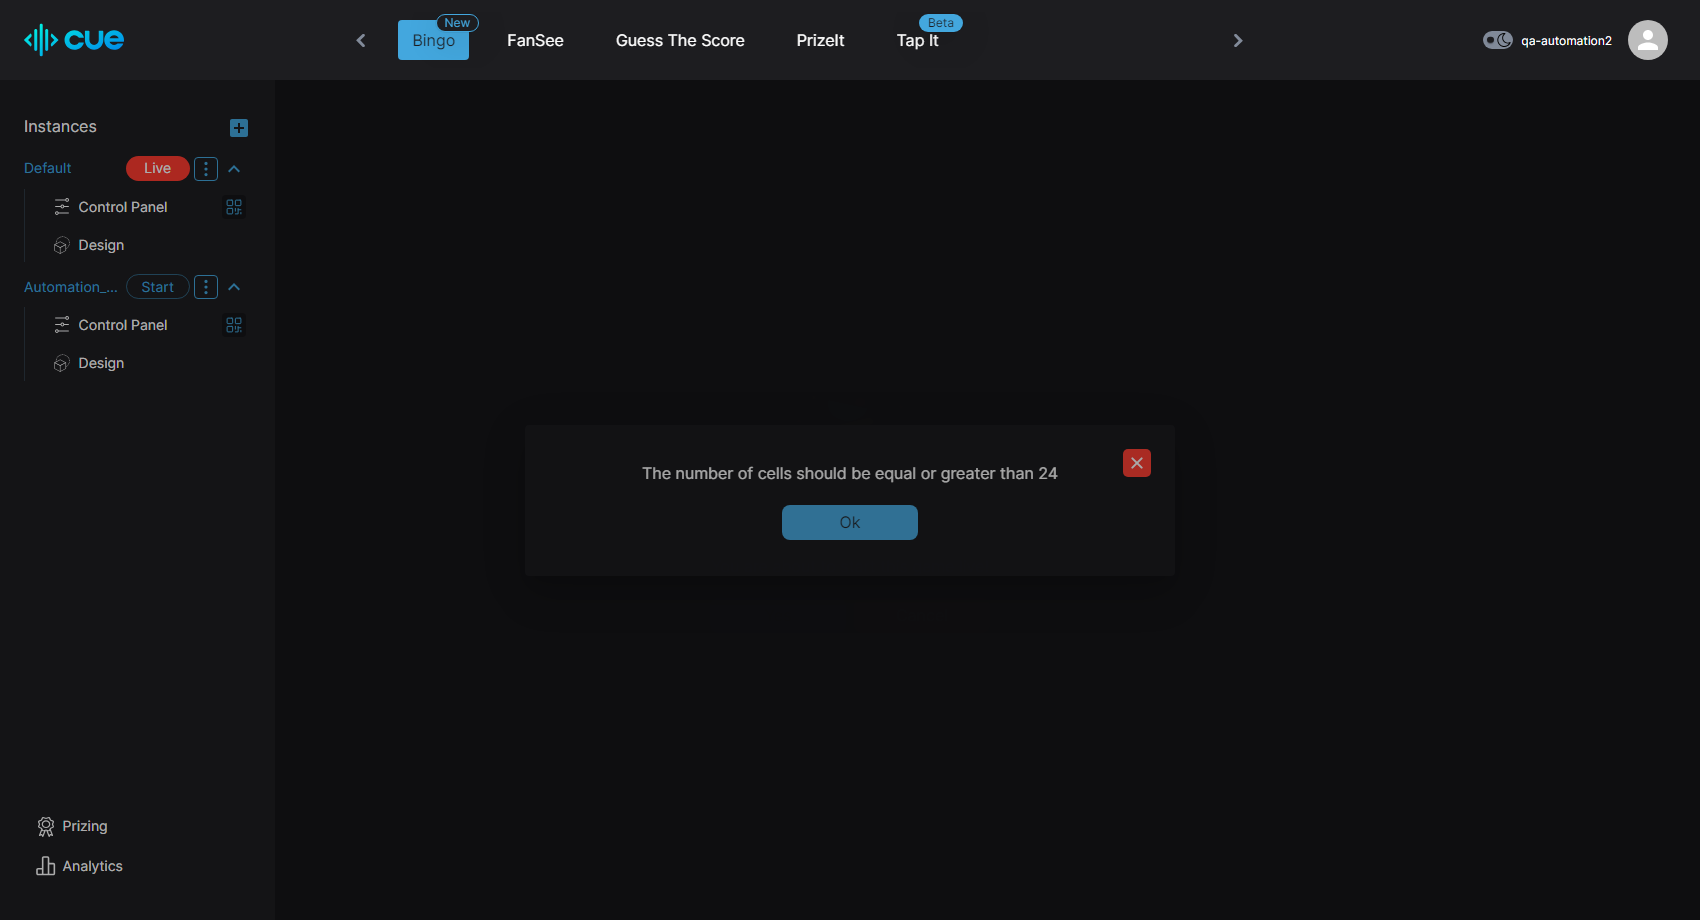 cue
New
Bingo
FanSee
Guess The Score
PrizeIt
Beta
Tap It
qa-automation2
Instances
Default
Live
Control Panel
Design
Automation_...
Start
Control Panel
Design
The number of cells should be equal or greater than 24
Ok
Prizing
Analytics